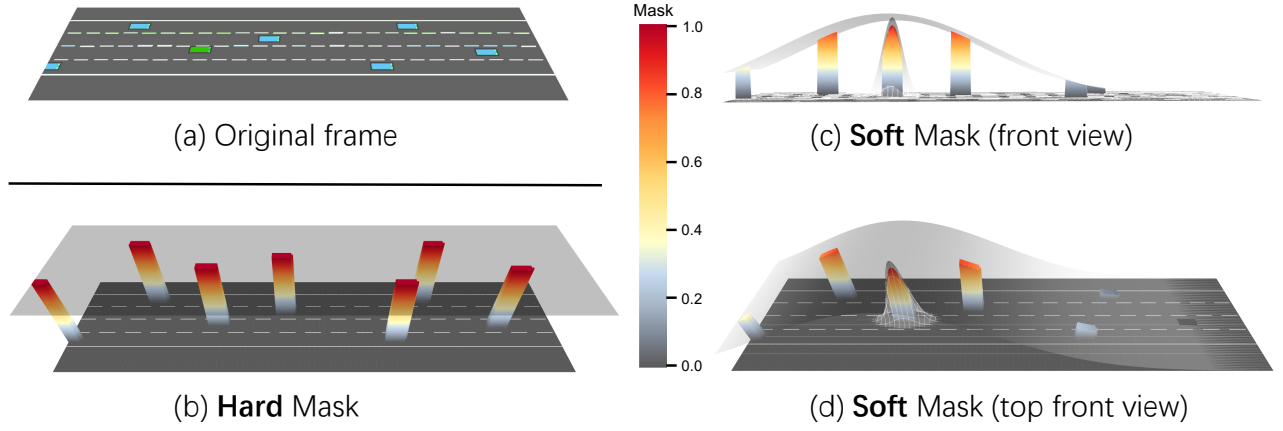 (a) Original frame
(b) Hard Mask
Mask
1.0
0.8
0.6
0.4
0.2
0.0
(c) Soft Mask (front view)
(d) Soft Mask (top front view)